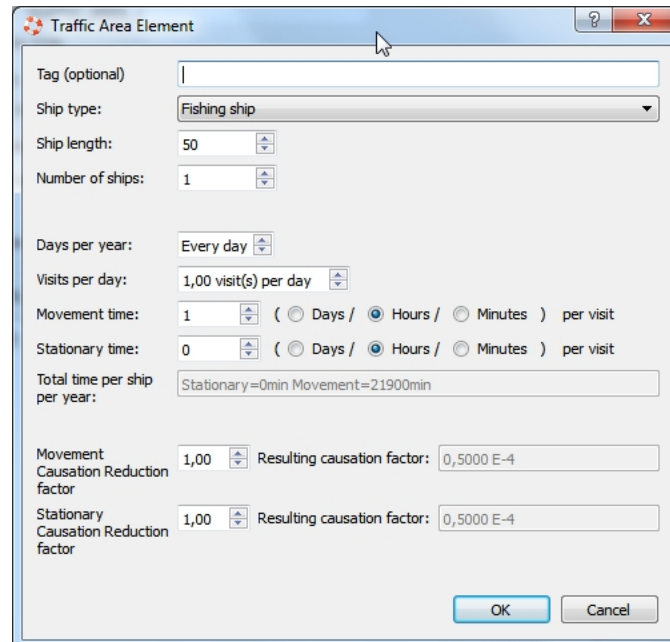 Traffic Area Element
?
Tag (optional)
Ship type: Fishing ship
Ship length: 50
Number of ships: 1
Days per year: Every day
Visits per day: 1,00 visit(s) per day
Movement time: 1 ( Days / Hours / Minutes ) per visit
Stationary time: 0 ( Days / Hours / Minutes ) per visit
Total time per ship
per year:
Stationary=0min Movement=21900min
Movement
Causation Reduction
factor
1,00 Resulting causation factor: 0,5000 E-4
Stationary
Causation Reduction
factor
1,00 Resulting causation factor: 0,5000 E-4
OK Cancel